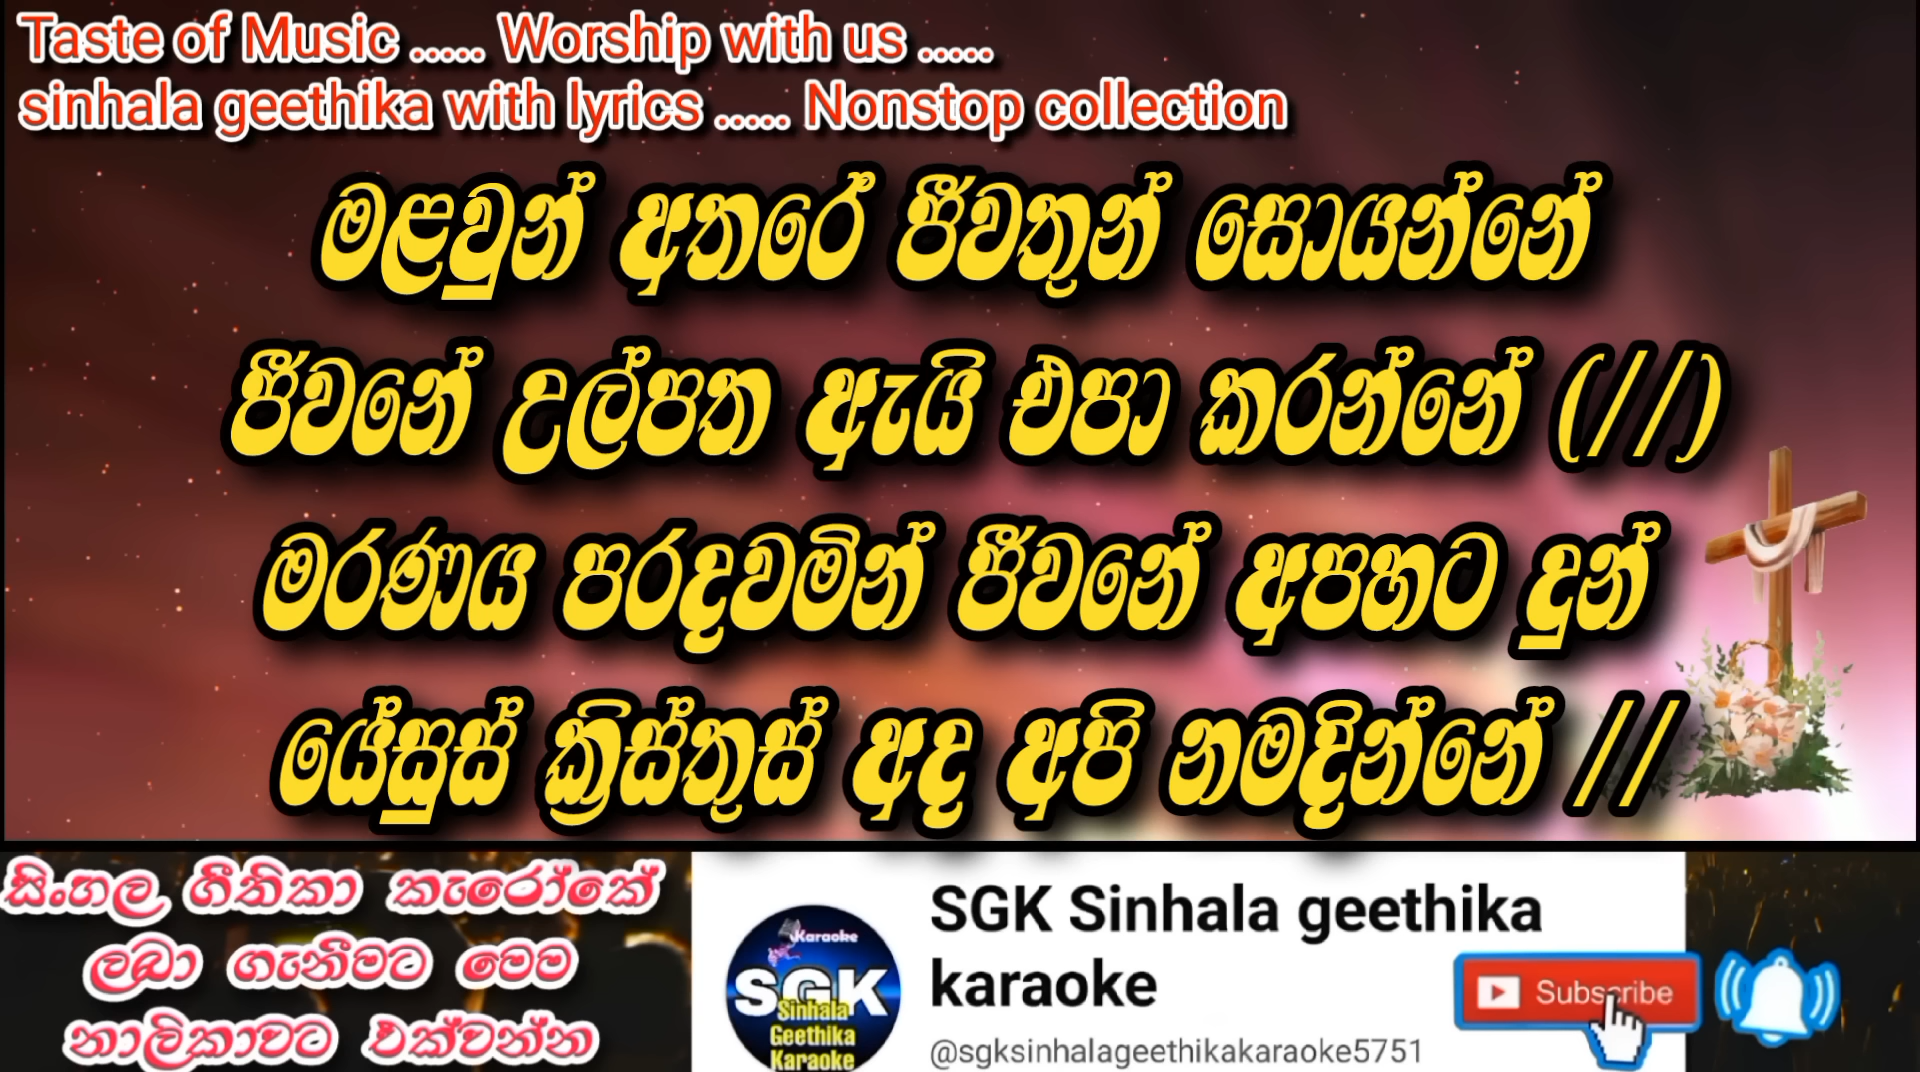 Taste of Music ..... Worship with us .....
sinhala geethika with lyrics ..... Nonstop collection
මළවුන් අතරේ ජීවතුන් සොයන්නේ
ජීවනේ උල්පත ඇයි එපා කරන්නේ (//)
මරණය පරදවමින් ජීවනේ අපහට දුන්
යේසුස් ක්‍රිස්තුස් අද අපි නමදින්නේ //
සිංහල ගීතිකා කැරෝකේ
ලබා ගැනීමට මෙම
නාලිකාවට එක්වන්න
Karaoke
SGK
Sinhala
Geethika
Karaoke
SGK Sinhala geethika
karaoke
@sgksinhalageethikakaraoke5751
Subscribe